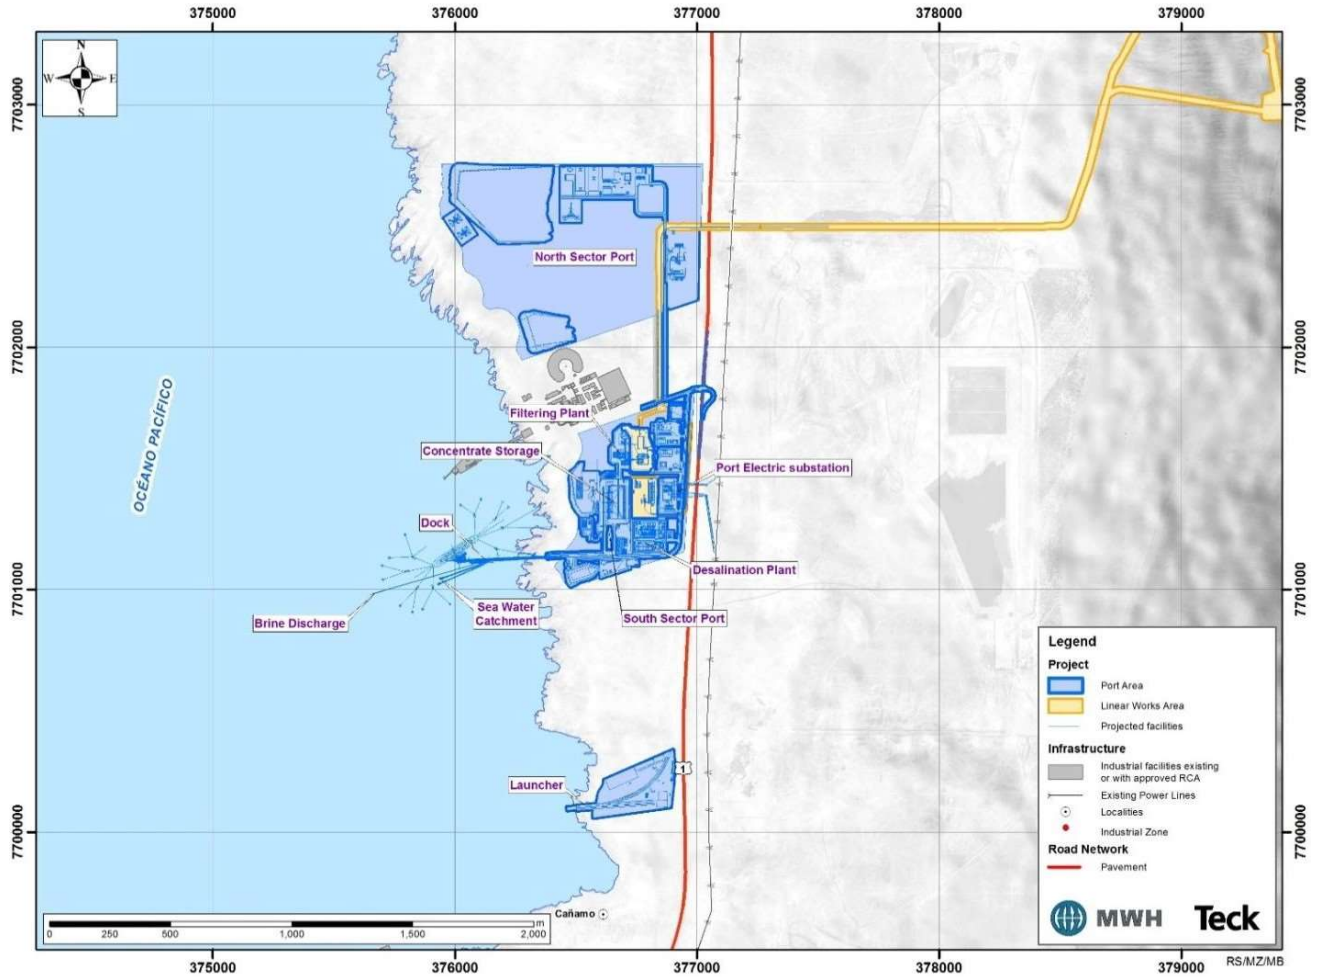 375000 376000 377000 378000 379000
N
W E
S
7703000 7703000
North Sector Port
7702000 7702000
OCÉANO PACÍFICO
Filtering Plant
Concentrate Storage
Port Electric substation
Dock
Desalination Plant
7701000 7701000
Sea Water
Catchment
Brine Discharge
South Sector Port
1
Launcher
7700000 7700000
Cañamo
m
0 250 500 1,000 1,500 2,000
Legend
Project
Port Area
Linear Works Area
Projected facilities
Infrastructure
Industrial facilities existing
or with approved RCA
Existing Power Lines
Localities
Industrial Zone
Road Network
Pavement
MWH Teck
375000 376000 377000 378000 379000
RS/MZ/MB